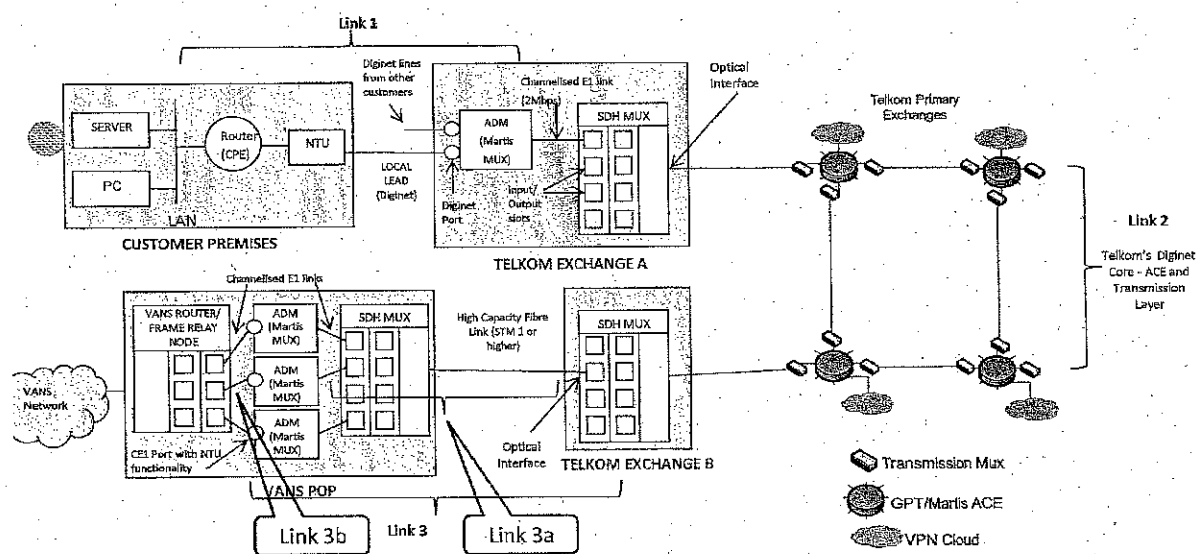 Link 1
Diginet lines
from other
customers
Channelised E1 link
(2Mbps)
Optical
Interface
SERVER
PC
Router
(CPE)
NTU
LAN
CUSTOMER PREMISES
LOCAL
LEAD
(Diginet)
Diginet
Port
ADM
(Martis
MUX)
SDH MUX
Input/
Output
slots
TELKOM EXCHANGE A
Telkom Primary
Exchanges
Link 2
Telkom's Diginet
Core - ACE and
Transmission
Layer
Channelised E1 links
VANS ROUTER/
FRAME RELAY
NODE
ADM
(Martis
MUX)
ADM
(Martis
MUX)
ADM
(Martis
MUX)
SDH MUX
High Capacity Fibre
Link (STM 1 or
higher)
SDH MUX
VANS
Network
CE1 Port with NTU
functionality
VANS POP
Optical
Interface
TELKOM EXCHANGE B
Link 3b
Link 3
Link 3a
Transmission Mux
GPT/Martis ACE
VPN Cloud